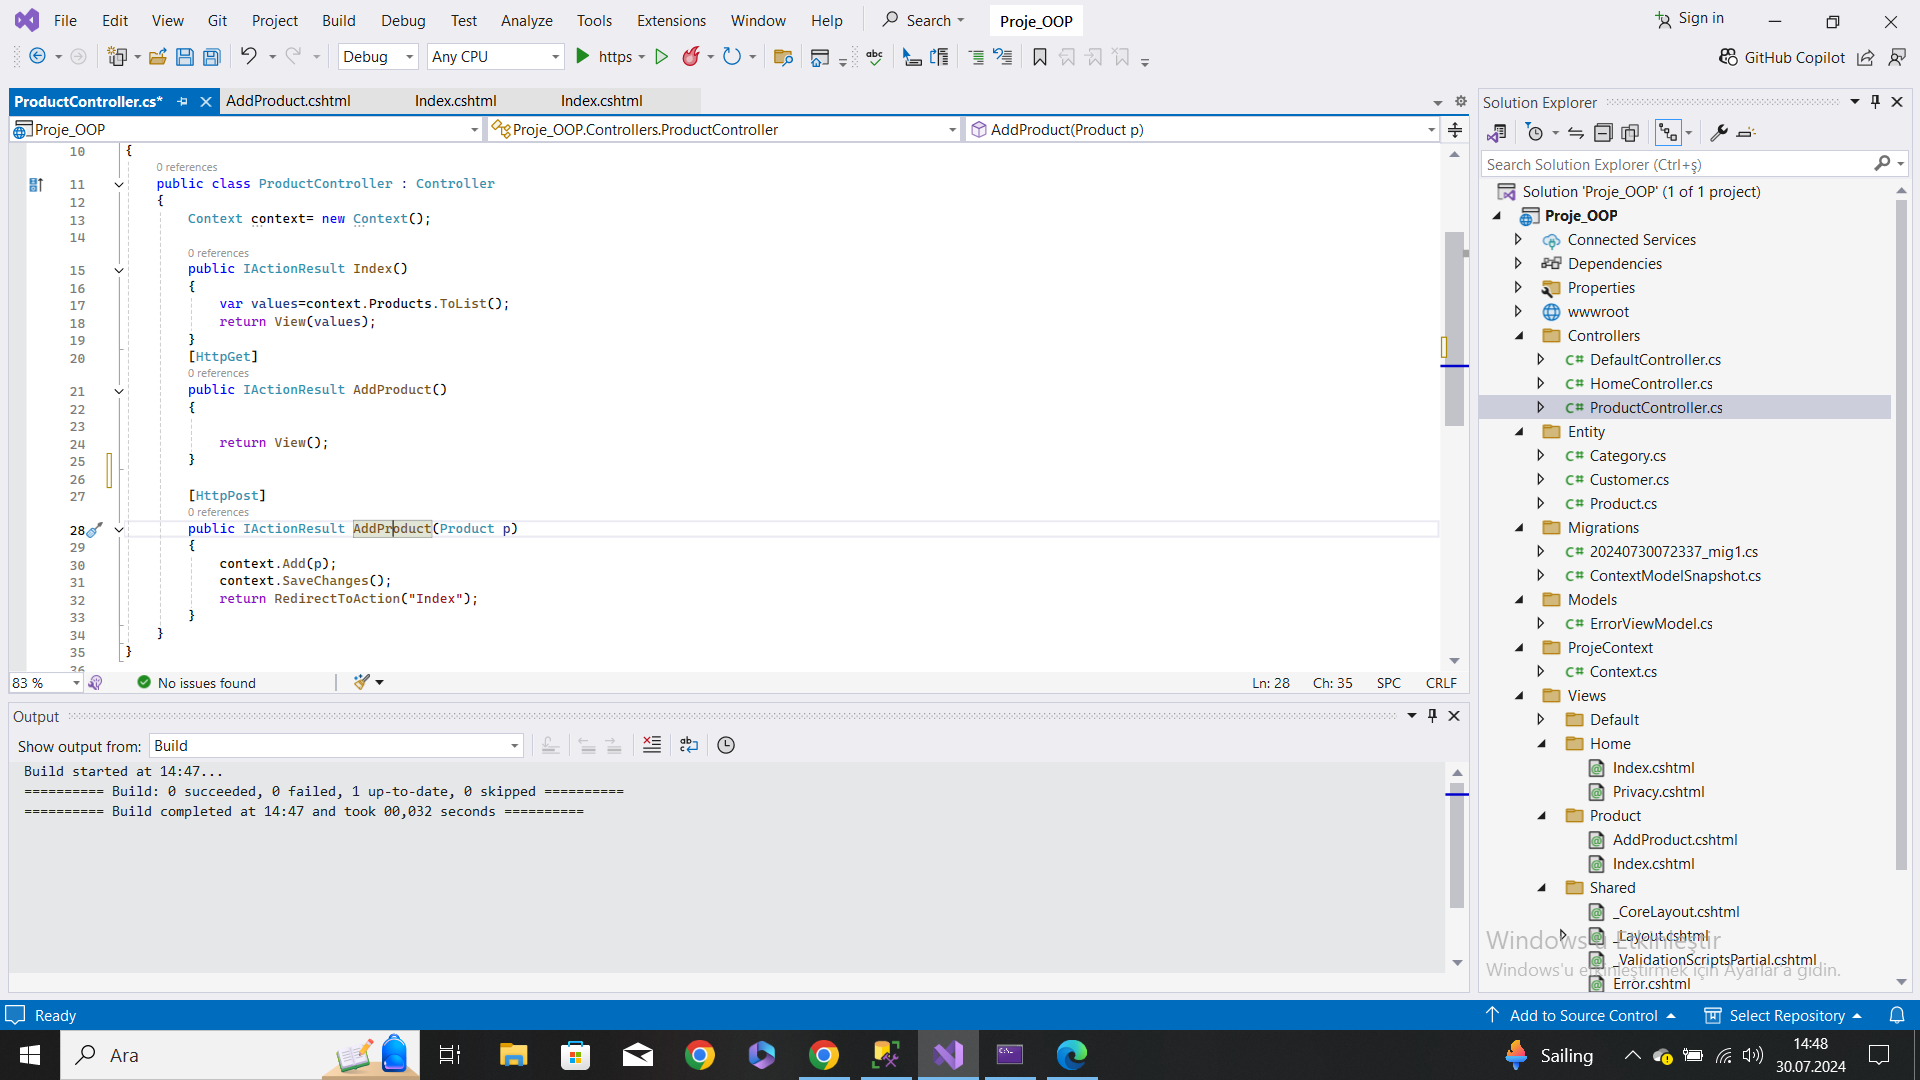 File Edit View Git Project Build Debug Test Analyze Tools Extensions Window Help Search Proje_OOP Sign in
Debug Any CPU https GitHub Copilot
ProductController.cs* AddProduct.cshtml Index.cshtml Index.cshtml
Proje_OOP Proje_OOP.Controllers.ProductController AddProduct(Product p)
10 {
0 references
11 public class ProductController : Controller
12 {
13 Context context= new Context();
14
0 references
15 public IActionResult Index()
16 {
17 var values=context.Products.ToList();
18 return View(values);
19 }
20 [HttpGet]
0 references
21 public IActionResult AddProduct()
22 {
23
24 return View();
25 }
26
27 [HttpPost]
0 references
28 public IActionResult AddProduct(Product p)
29 {
30 context.Add(p);
31 context.SaveChanges();
32 return RedirectToAction("Index");
33 }
34 }
35 }
36
83 % No issues found Ln: 28 Ch: 35 SPC CRLF
Output
Show output from: Build
Build started at 14:47...
========== Build: 0 succeeded, 0 failed, 1 up-to-date, 0 skipped ==========
========== Build completed at 14:47 and took 00,032 seconds ==========
Solution Explorer
Search Solution Explorer (Ctrl+ş)
Solution 'Proje_OOP' (1 of 1 project)
Proje_OOP
Connected Services
Dependencies
Properties
wwwroot
Controllers
C# DefaultController.cs
C# HomeController.cs
C# ProductController.cs
Entity
C# Category.cs
C# Customer.cs
C# Product.cs
Migrations
C# 20240730072337_mig1.cs
C# ContextModelSnapshot.cs
Models
C# ErrorViewModel.cs
ProjeContext
C# Context.cs
Views
Default
Home
Index.cshtml
Privacy.cshtml
Product
AddProduct.cshtml
Index.cshtml
Shared
_CoreLayout.cshtml
_Layout.cshtml
_ValidationScriptsPartial.cshtml
Error.cshtml
Windows'u Etkinleştir
Windows'u etkinleştirmek için Ayarlar'a gidin.
Ready Add to Source Control Select Repository
Ara Sailing 14:48
30.07.2024